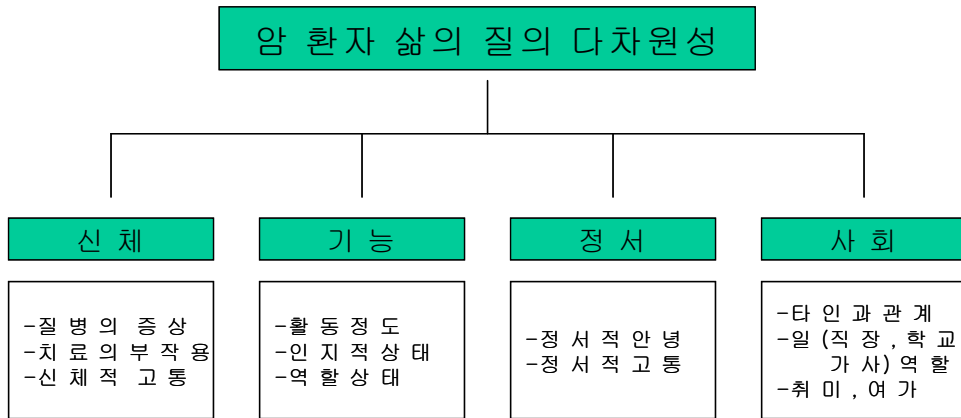 암 환자 삶의 질의 다차원성
신 체
기 능
정 서
사 회
-질 병 의 증 상
-치 료 의 부 작 용
-신 체 적 고 통
-활 동 정 도
-인 지 적 상 태
-역 할 상 태
-정 서 적 안 녕
-정 서 적 고 통
-타 인 과 관 계
-일 (직 장 , 학 교
가 사) 역 할
-취 미 , 여 가